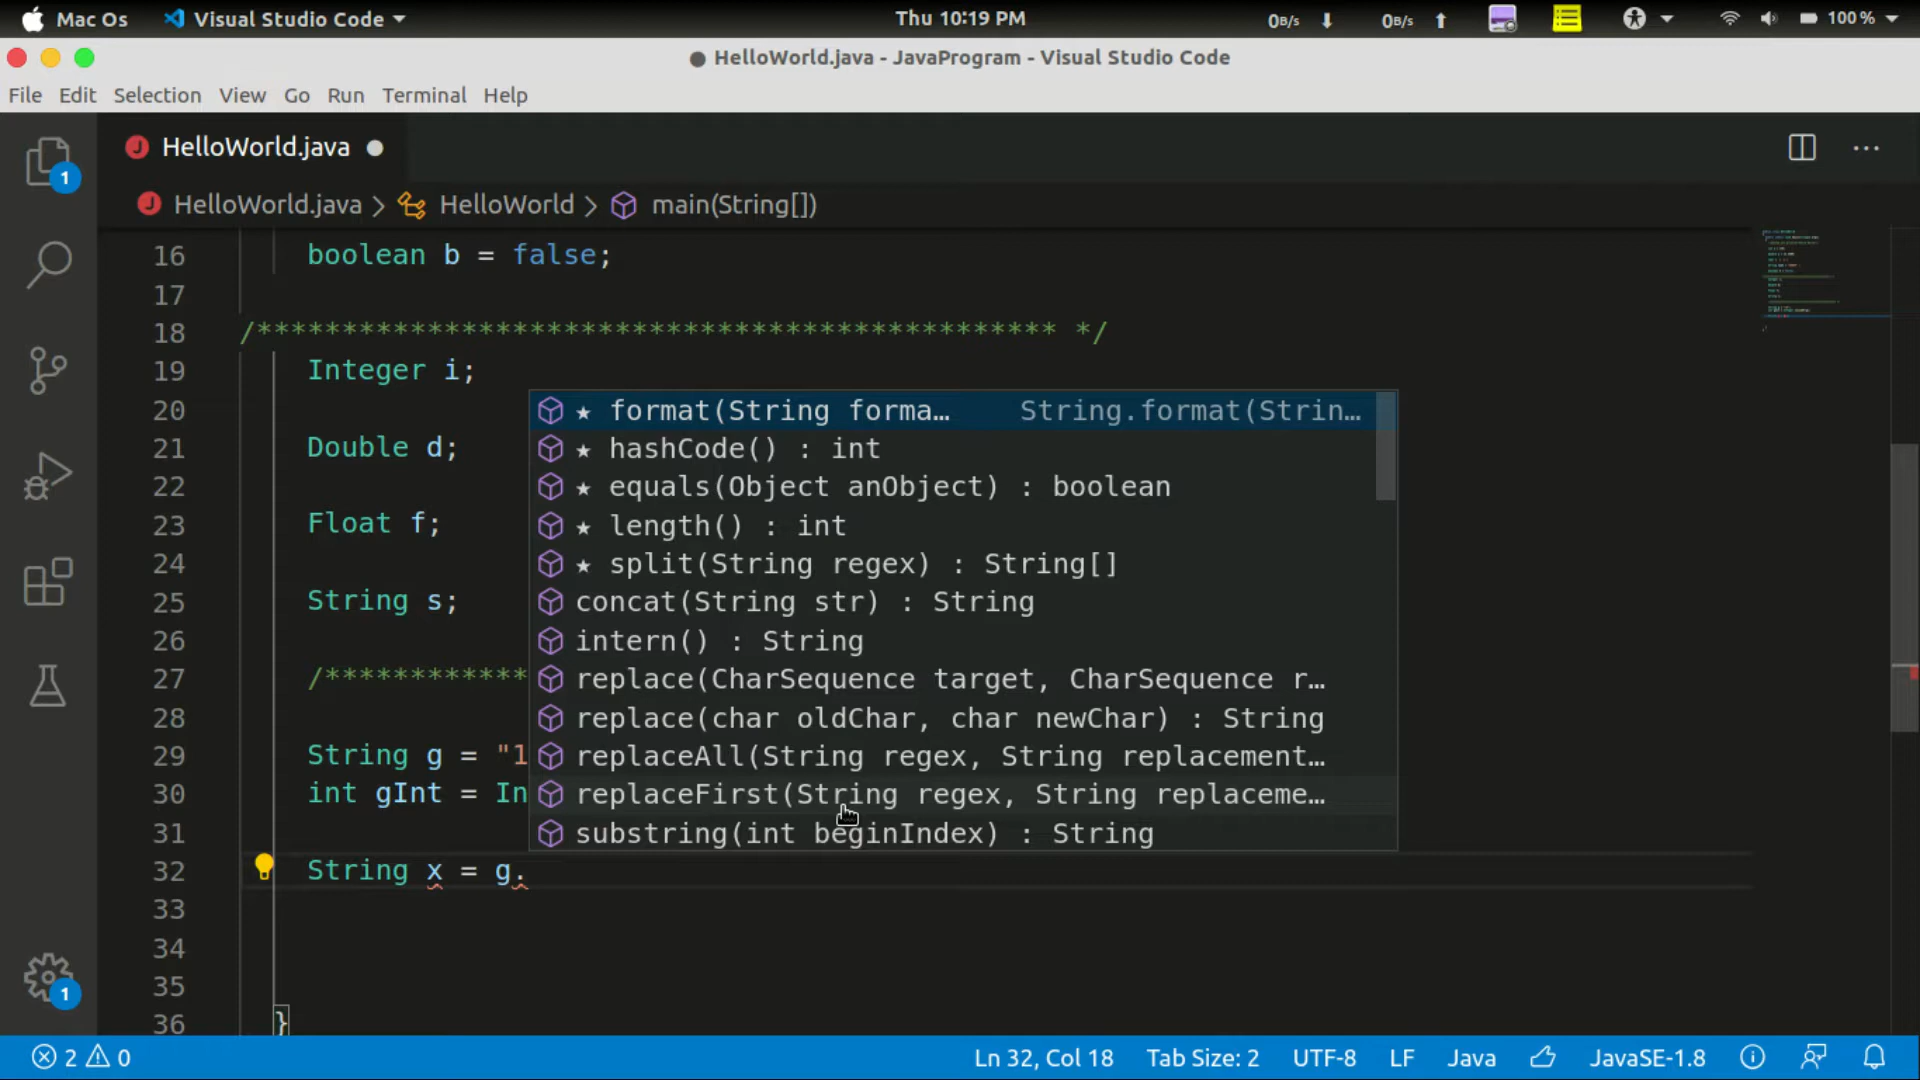 Mac Os Visual Studio Code Thu 10:19 PM 0B/s 0B/s 100 %
HelloWorld.java - JavaProgram - Visual Studio Code
File Edit Selection View Go Run Terminal Help
HelloWorld.java
HelloWorld.java > HelloWorld > main(String[])
16 boolean b = false;
17
18 /*********************************************** */
19 Integer i;
20
21 Double d;
22
23 Float f;
24
25 String s;
26
27 /************
28
29 String g = "1
30 int gInt = In
31
32 String x = g.
33
34
35
36 }
★ format(String forma… String.format(Strin…
★ hashCode() : int
★ equals(Object anObject) : boolean
★ length() : int
★ split(String regex) : String[]
concat(String str) : String
intern() : String
replace(CharSequence target, CharSequence r…
replace(char oldChar, char newChar) : String
replaceAll(String regex, String replacement…
replaceFirst(String regex, String replaceme…
substring(int beginIndex) : String
1
1
2 0 Ln 32, Col 18 Tab Size: 2 UTF-8 LF Java JavaSE-1.8